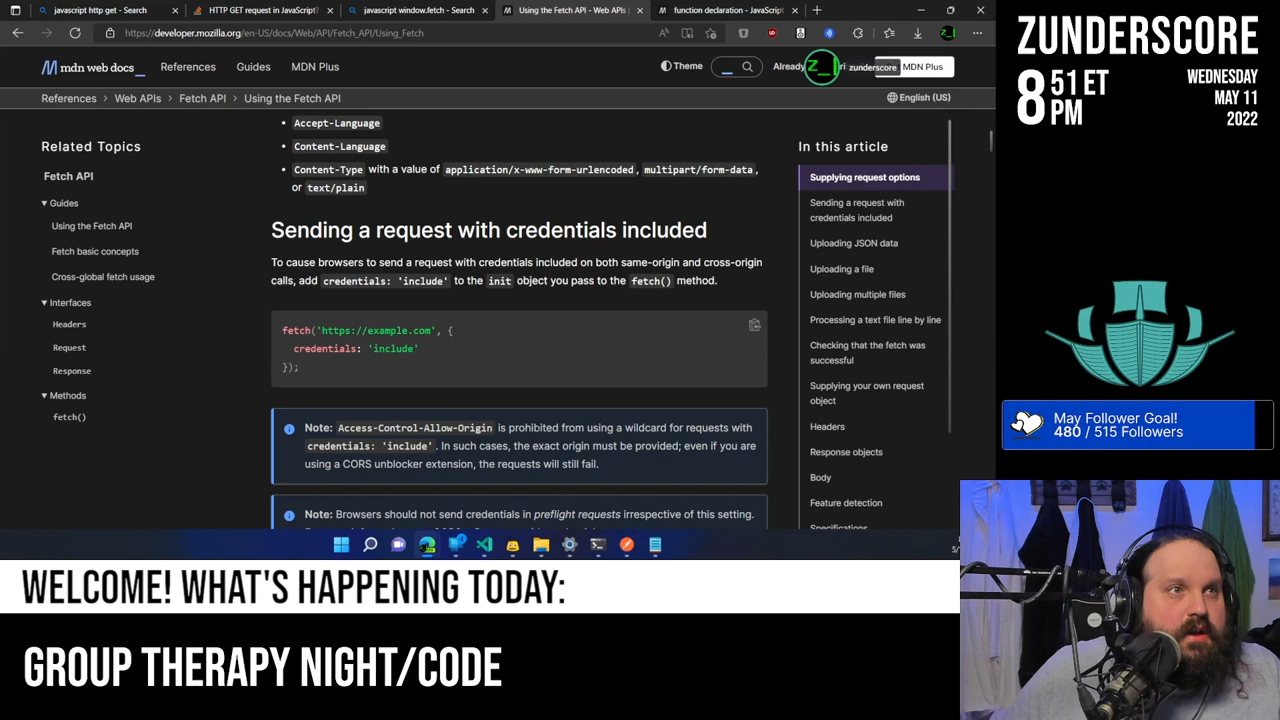 javascript http get - Search
HTTP GET request in JavaScript?
javascript window.fetch - Search
Using the Fetch API - Web APIs |
function declaration - JavaScript
https://developer.mozilla.org/en-US/docs/Web/API/Fetch_API/Using_Fetch
mdn web docs_
References
Guides
MDN Plus
Theme
Already
z_
zunderscore
MDN Plus
References > Web APIs > Fetch API > Using the Fetch API
English (US)
Related Topics
Fetch API
Guides
Using the Fetch API
Fetch basic concepts
Cross-global fetch usage
Interfaces
Headers
Request
Response
Methods
fetch()
Accept-Language
Content-Language
Content-Type with a value of application/x-www-form-urlencoded, multipart/form-data,
or text/plain
Sending a request with credentials included
To cause browsers to send a request with credentials included on both same-origin and cross-origin
calls, add credentials: 'include' to the init object you pass to the fetch() method.
fetch('https://example.com', {
credentials: 'include'
});
Note: Access-Control-Allow-Origin is prohibited from using a wildcard for requests with
credentials: 'include'. In such cases, the exact origin must be provided; even if you are
using a CORS unblocker extension, the requests will still fail.
Note: Browsers should not send credentials in preflight requests irrespective of this setting.
In this article
Supplying request options
Sending a request with
credentials included
Uploading JSON data
Uploading a file
Uploading multiple files
Processing a text file line by line
Checking that the fetch was
successful
Supplying your own request
object
Headers
Response objects
Body
Feature detection
Specifications
ZUNDERSCORE
8 51 ET
PM
WEDNESDAY
MAY 11
2022
May Follower Goal!
480 / 515 Followers
WELCOME! WHAT'S HAPPENING TODAY:
GROUP THERAPY NIGHT/CODE